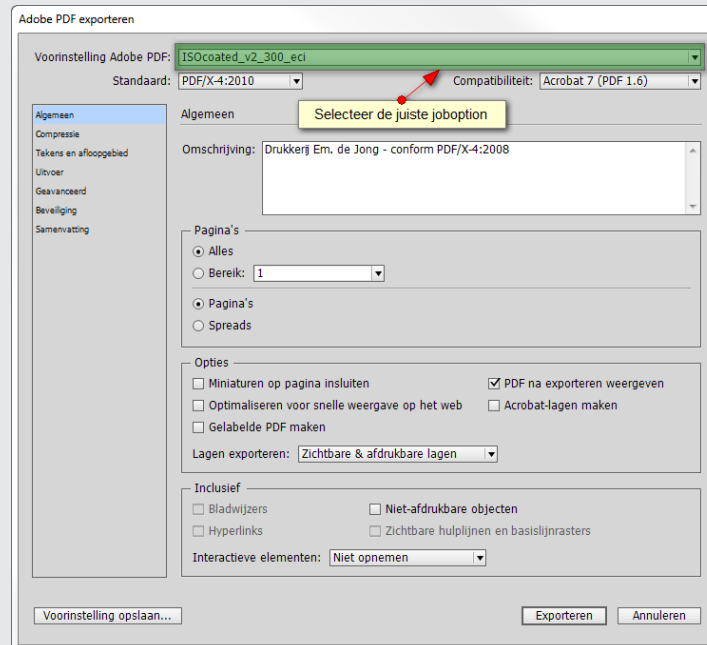 Adobe PDF exporteren
Voorinstelling Adobe PDF: ISOcoated_v2_300_eci
Standaard: PDF/X-4:2010 Compatibiliteit: Acrobat 7 (PDF 1.6)
Selecteer de juiste joboption
Algemeen
Compressie
Tekens en afloopgebied
Uitvoer
Geavanceerd
Beveiliging
Samenvatting
Algemeen
Omschrijving: Drukkerij Em. de Jong - conform PDF/X-4:2008
Pagina's
Alles
Bereik: 1
Pagina's
Spreads
Opties
Miniaturen op pagina insluiten PDF na exporteren weergeven
Optimaliseren voor snelle weergave op het web Acrobat-lagen maken
Gelabelde PDF maken
Lagen exporteren: Zichtbare & afdrukbare lagen
Inclusief
Bladwijzers Niet-afdrukbare objecten
Hyperlinks Zichtbare hulplijnen en basislijnrasters
Interactieve elementen: Niet opnemen
Voorinstelling opslaan... Exporteren Annuleren